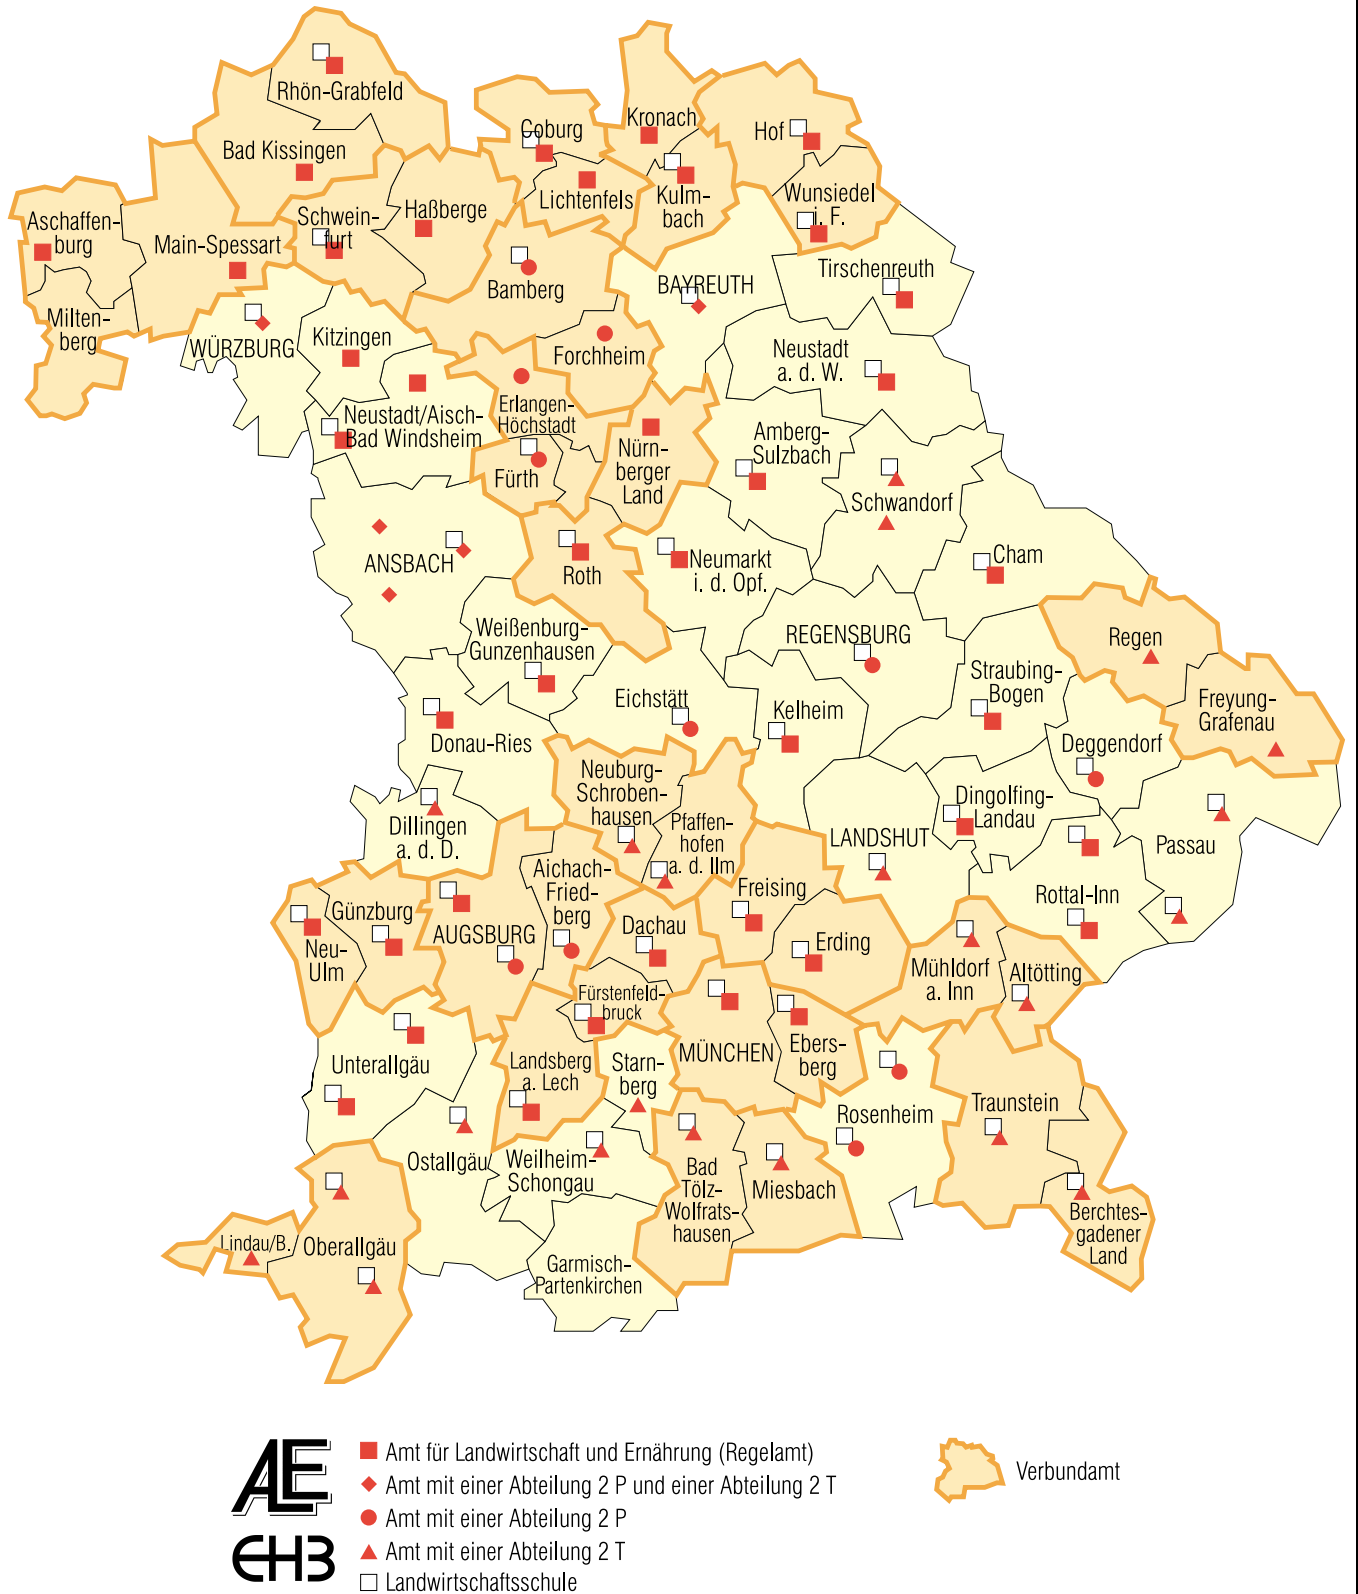 Rhön-Grabfeld
Bad Kissingen
Coburg
Kronach
Hof
Lichtenfels
Kulm-
bach
Wunsiedel
i. F.
Aschaffen-
burg
Main-Spessart
Schwein-
furt
Haßberge
Milten-
berg
Bamberg
BAYREUTH
Tirschenreuth
WÜRZBURG
Kitzingen
Forchheim
Neustadt
a. d. W.
Neustadt/Aisch-
Bad Windsheim
Erlangen-
Höchstadt
Fürth
Nürn-
berger
Land
Amberg-
Sulzbach
Schwandorf
ANSBACH
Roth
Neumarkt
i. d. Opf.
Cham
Weißenburg-
Gunzenhausen
REGENSBURG
Regen
Straubing-
Bogen
Freyung-
Grafenau
Eichstätt
Kelheim
Donau-Ries
Deggendorf
Neuburg-
Schroben-
hausen
Pfaffen-
hofen
a. d. Ilm
Dingolfing-
Landau
Dillingen
a. d. D.
LANDSHUT
Passau
Aichach-
Fried-
berg
Freising
Rottal-Inn
Günzburg
Neu-
Ulm
AUGSBURG
Dachau
Erding
Mühldorf
a. Inn
Altötting
Fürstenfeld-
bruck
Unterallgäu
Landsberg
a. Lech
Starn-
berg
MÜNCHEN
Ebers-
berg
Rosenheim
Traunstein
Ostallgäu
Weilheim-
Schongau
Bad
Tölz-
Wolfrats-
hausen
Miesbach
Berchtes-
gadener
Land
Lindau/B.
Oberallgäu
Garmisch-
Partenkirchen
ALE
EHB
Amt für Landwirtschaft und Ernährung (Regelamt)
Amt mit einer Abteilung 2 P und einer Abteilung 2 T
Amt mit einer Abteilung 2 P
Amt mit einer Abteilung 2 T
Landwirtschaftsschule
Verbundamt